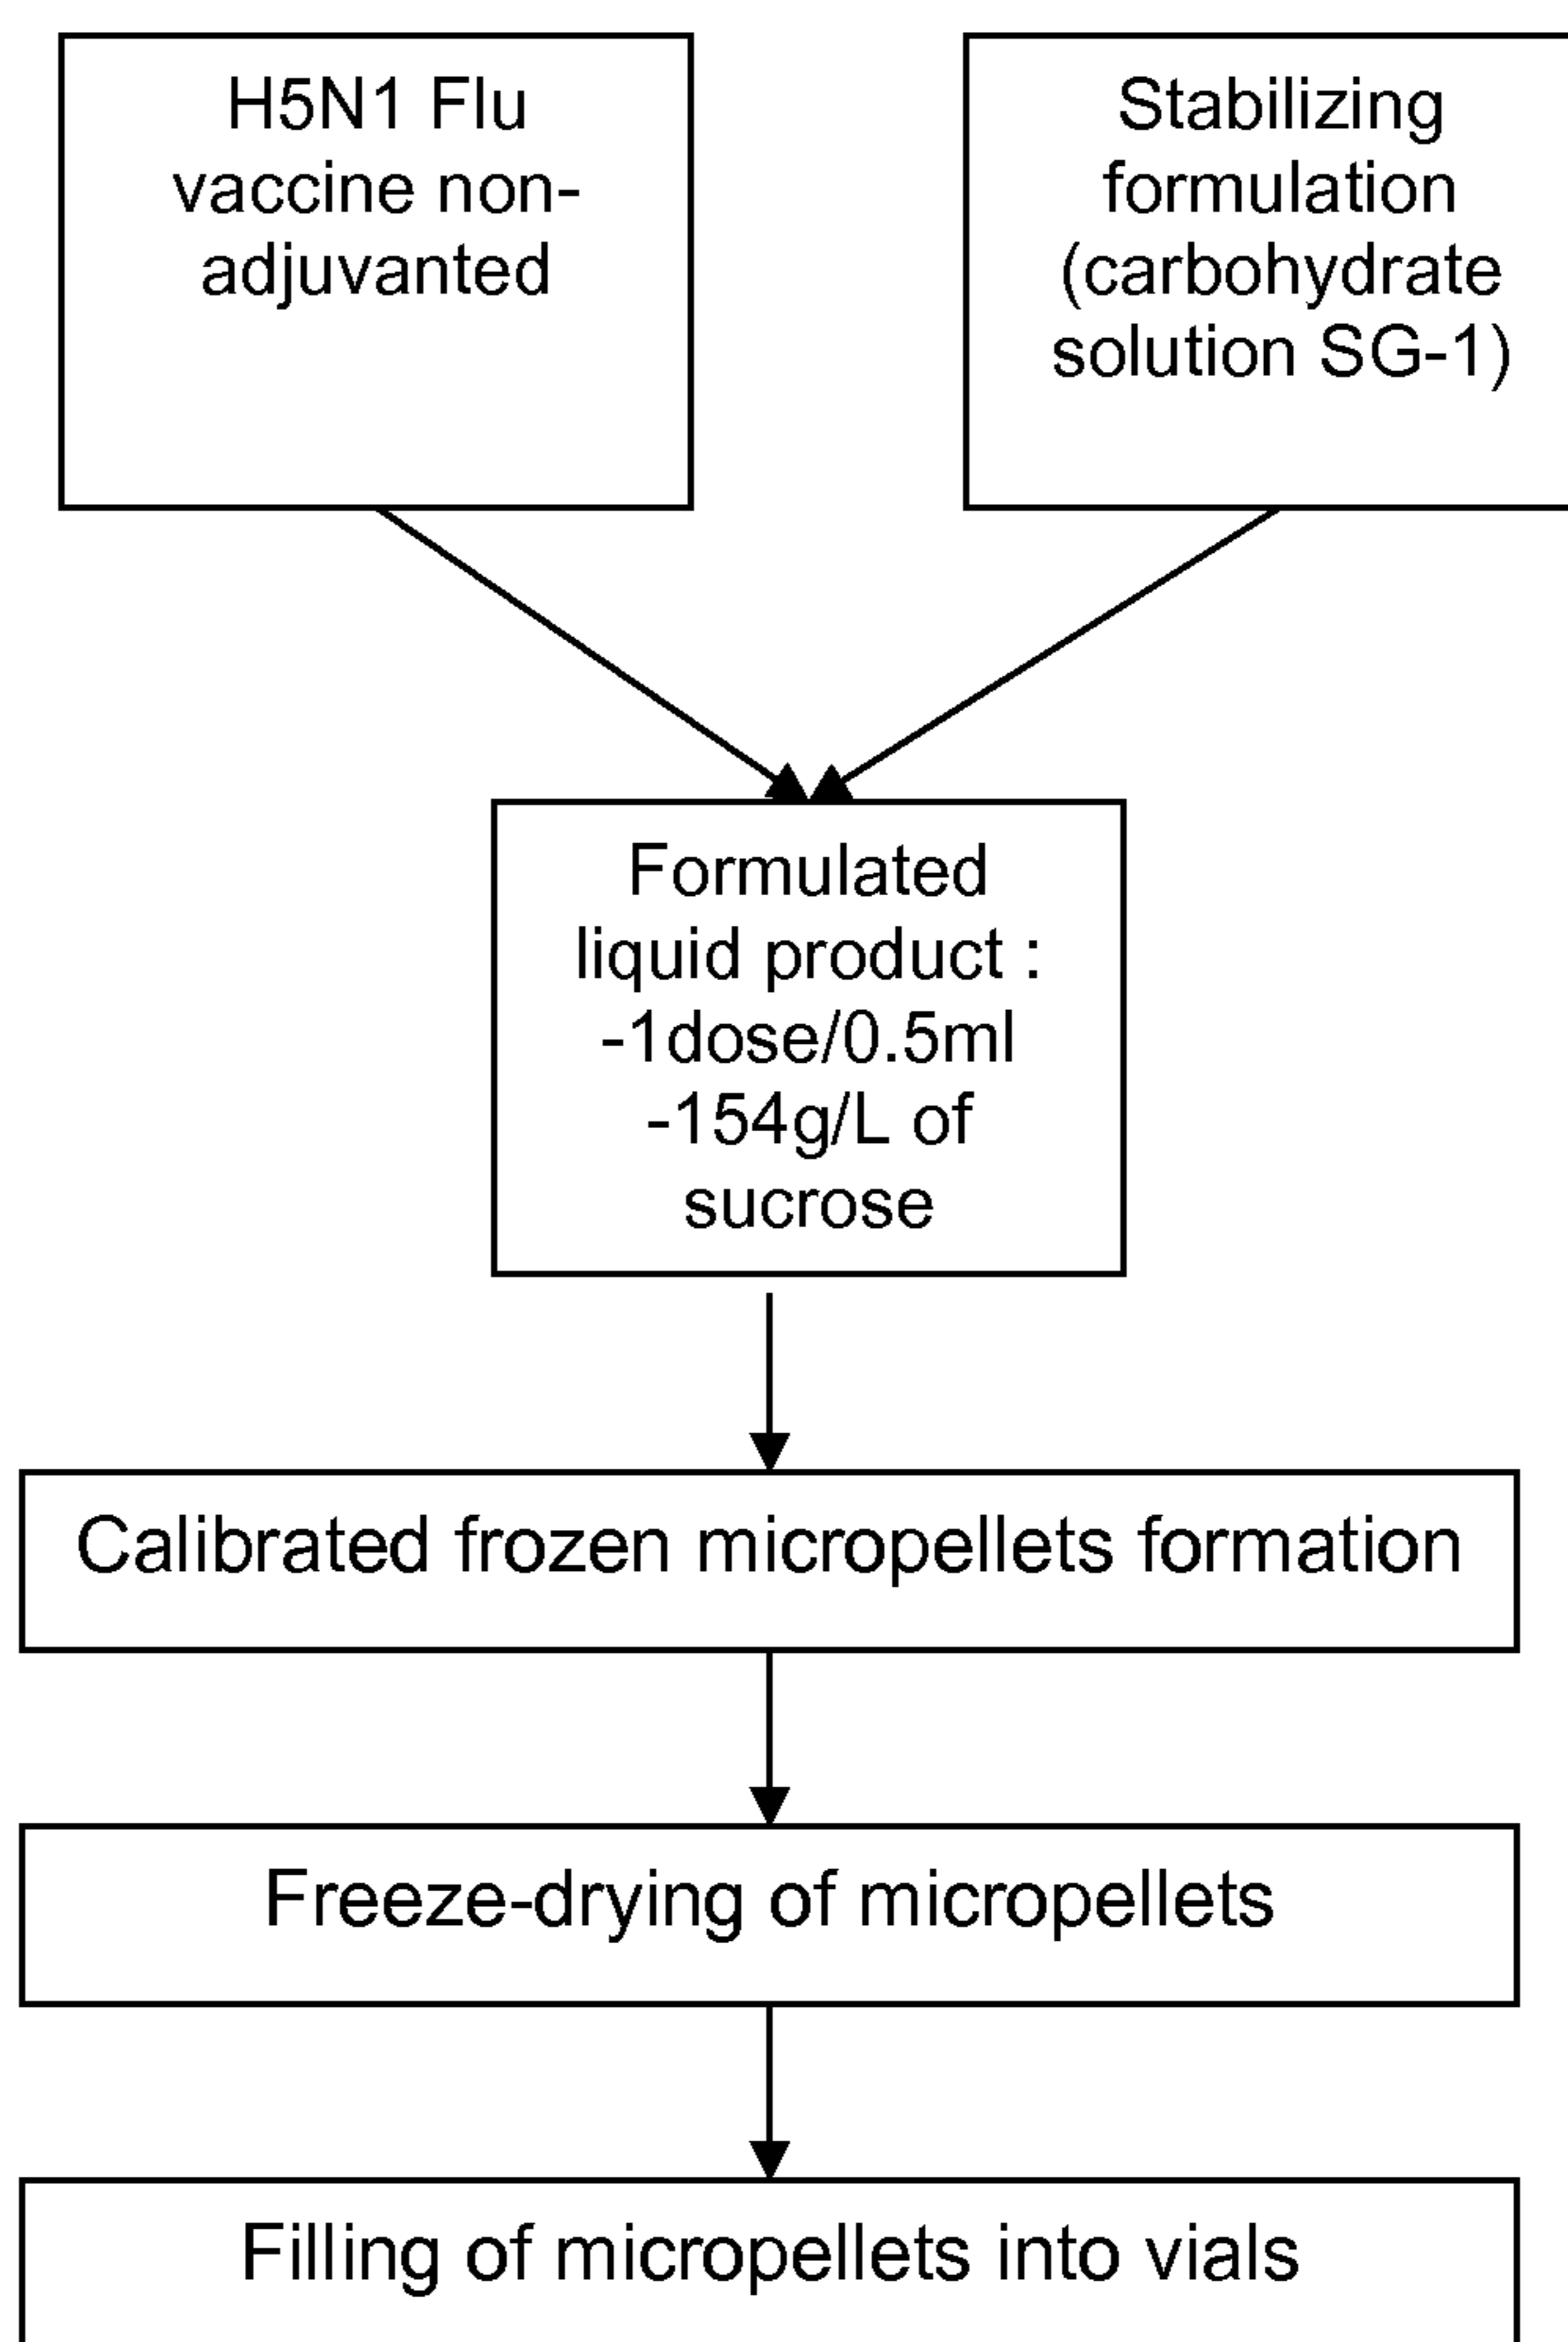 H5N1 Flu
vaccine non-
adjuvanted
Stabilizing
formulation
(carbohydrate
solution SG-1)
Formulated
liquid product :
-1dose/0.5ml
-154g/L of
sucrose
Calibrated frozen micropellets formation
Freeze-drying of micropellets
Filling of micropellets into vials